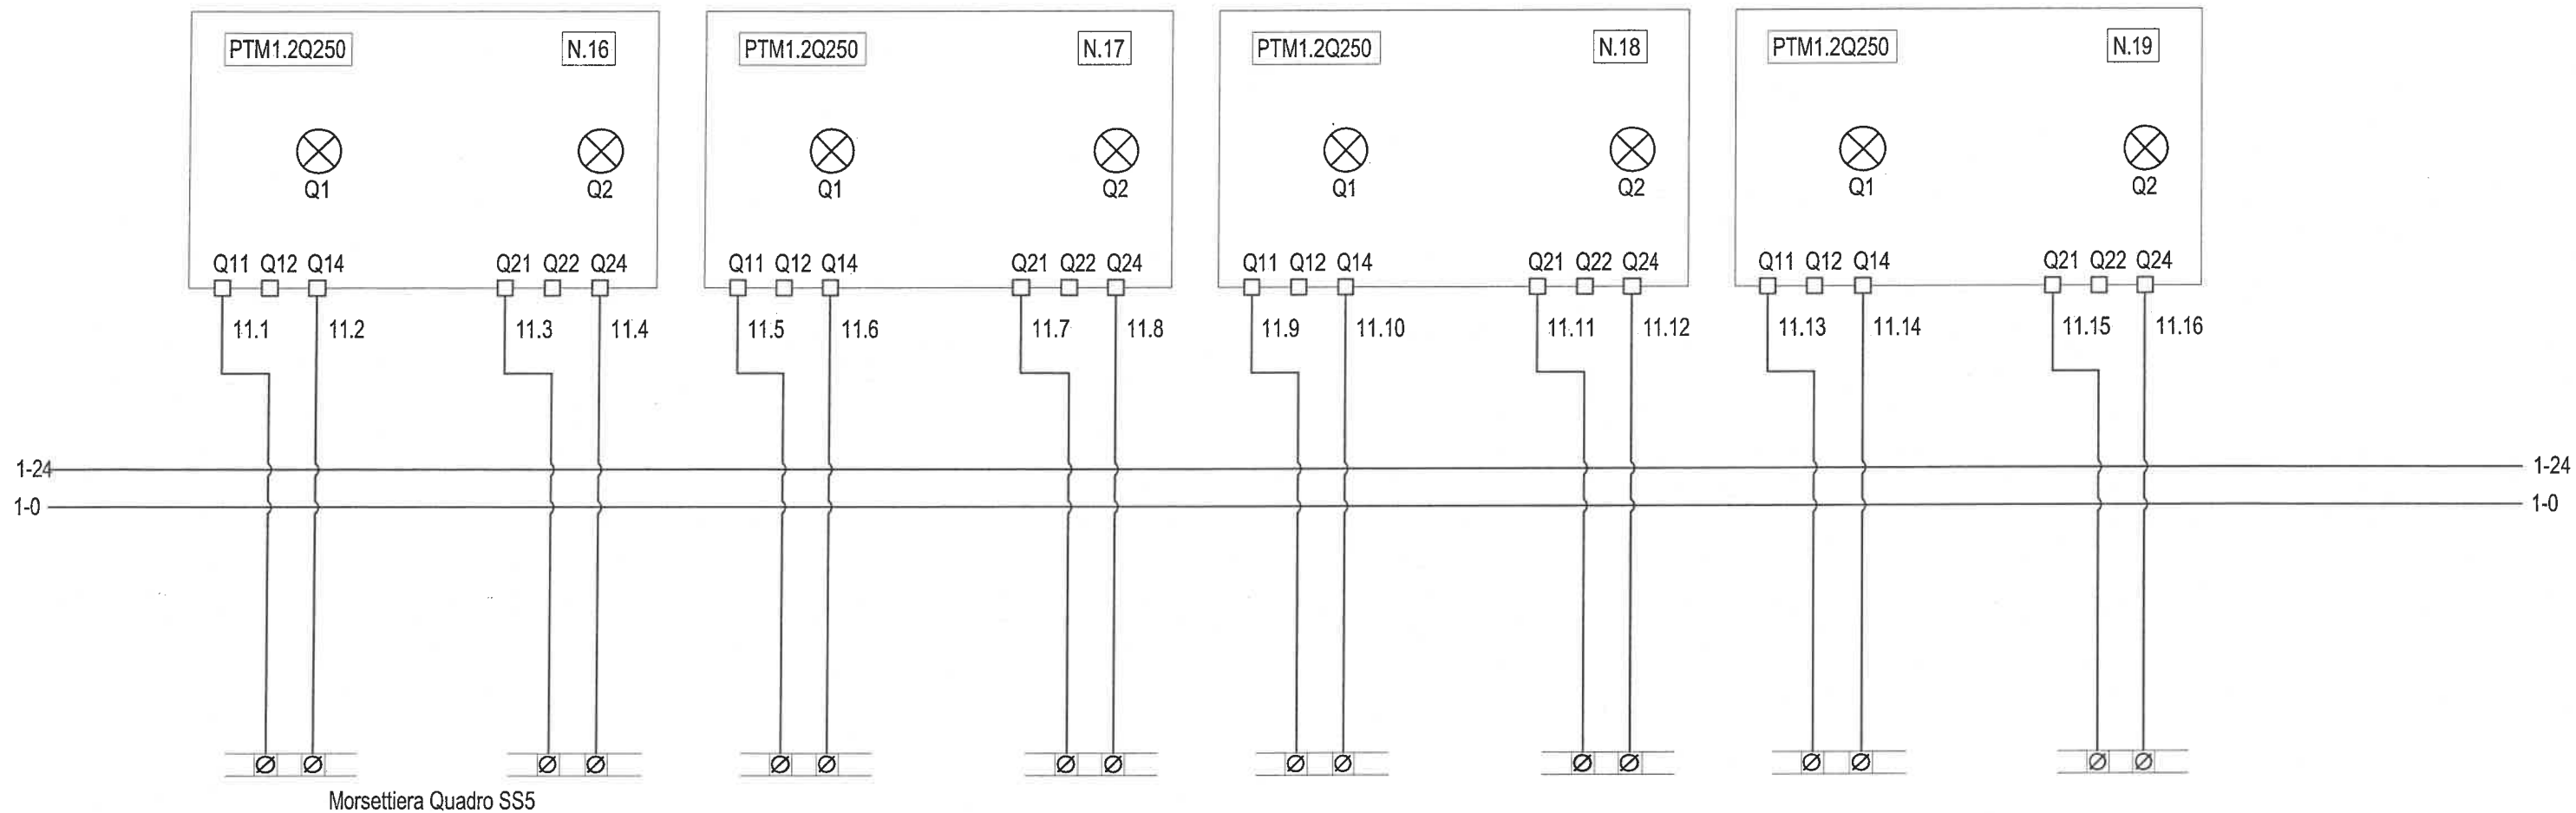 PTM1.2Q250 N.16 PTM1.2Q250 N.17 PTM1.2Q250 N.18 PTM1.2Q250 N.19
Q1 Q2 Q1 Q2 Q1 Q2 Q1 Q2
Q11 Q12 Q14 Q21 Q22 Q24 Q11 Q12 Q14 Q21 Q22 Q24 Q11 Q12 Q14 Q21 Q22 Q24 Q11 Q12 Q14 Q21 Q22 Q24
11.1 11.2 11.3 11.4 11.5 11.6 11.7 11.8 11.9 11.10 11.11 11.12 11.13 11.14 11.15 11.16
1-24 1-24
1-0 1-0
Morsettiera Quadro SS5